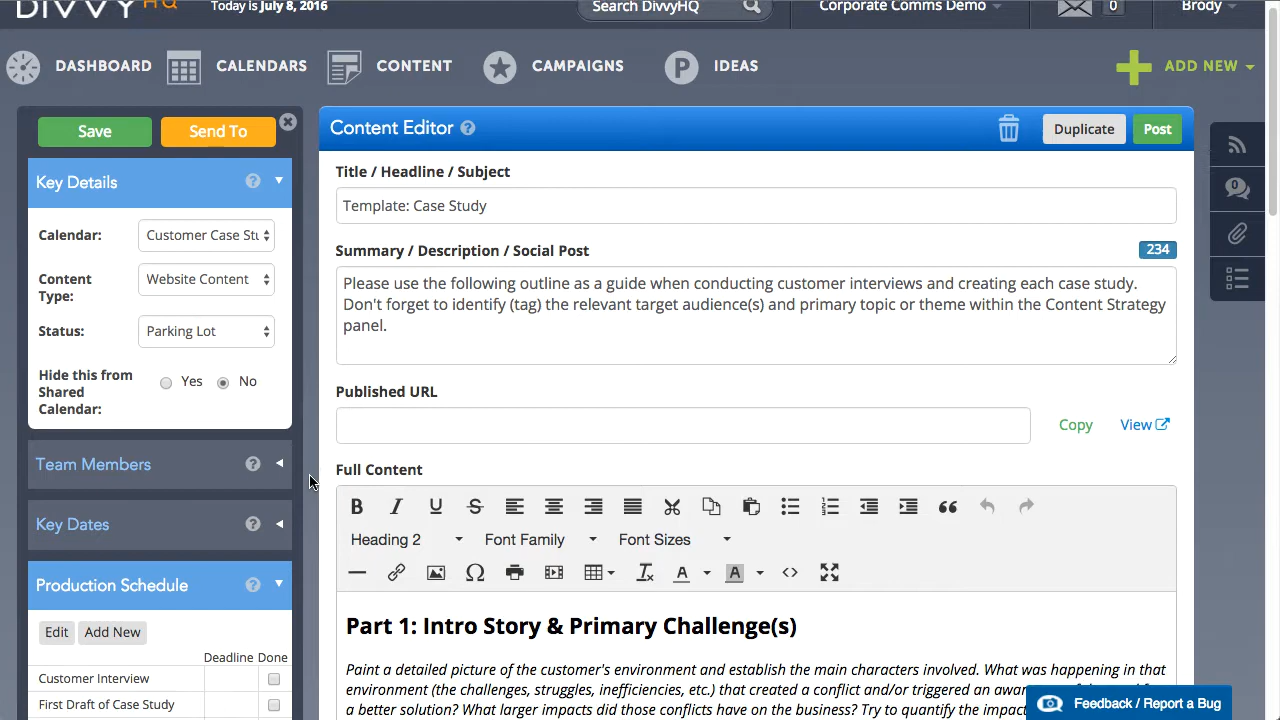 DIVVYHQ
Today is July 8, 2016
Search DivvyHQ
Corporate Comms Demo
0
Brody
DASHBOARD
CALENDARS
CONTENT
CAMPAIGNS
P
IDEAS
ADD NEW
Save
Send To
Key Details
?
Calendar:
Customer Case Stu
Content
Type:
Website Content
Status:
Parking Lot
Hide this from
Shared
Calendar:
Yes
No
Team Members
?
Key Dates
?
Production Schedule
?
Edit
Add New
Deadline Done
Customer Interview
First Draft of Case Study
Content Editor ?
Duplicate
Post
Title / Headline / Subject
Template: Case Study
Summary / Description / Social Post
234
Please use the following outline as a guide when conducting customer interviews and creating each case study.
Don't forget to identify (tag) the relevant target audience(s) and primary topic or theme within the Content Strategy
panel.
Published URL
Copy
View
Full Content
B I U S
Heading 2
Font Family
Font Sizes
Ω
A
A
Part 1: Intro Story & Primary Challenge(s)
Paint a detailed picture of the customer's environment and establish the main characters involved. What was happening in that
environment (the challenges, struggles, inefficiencies, etc.) that created a conflict and/or triggered an
a better solution? What larger impacts did those conflicts have on the business? Try to quantify the
0
Feedback / Report a Bug